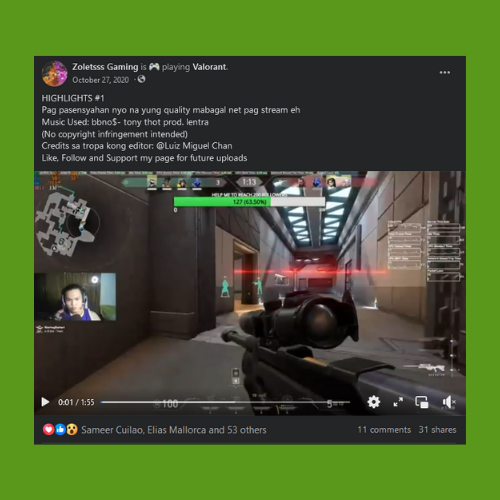 Zoletsss Gaming is 🎮 playing Valorant.
October 27, 2020 ·
HIGHLIGHTS #1
Pag pasensyahan nyo na yung quality mabagal net pag stream eh
Music Used: bbno$- tony thot prod. lentra
(No copyright infringement intended)
Credits sa tropa kong editor: @Luiz Miguel Chan
Like, Follow and Support my page for future uploads
3 1:13
HELP ME TO REACH 200 FOLLOWERS
127 (63.50%)
0
100
0:01 / 1:55
Sameer Cuilao, Elias Mallorca and 53 others
11 comments 31 shares